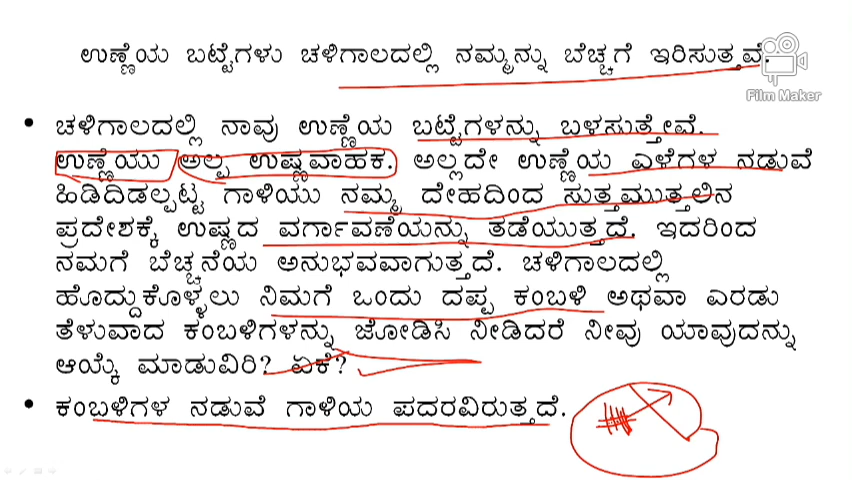 ಉಣ್ಣೆಯ ಬಟ್ಟೆಗಳು ಚಳಿಗಾಲದಲ್ಲಿ ನಮ್ಮನ್ನು ಬೆಚ್ಚಗೆ ಇರಿಸುತ್ತವೆ.
Film Maker
• ಚಳಿಗಾಲದಲ್ಲಿ ನಾವು ಉಣ್ಣೆಯ ಬಟ್ಟೆಗಳನ್ನು ಬಳಸುತ್ತೇವೆ.
ಉಣ್ಣೆಯು ಅಲ್ಪ ಉಷ್ಣವಾಹಕ. ಅಲ್ಲದೇ ಉಣ್ಣೆಯ ಎಳೆಗಳ ನಡುವೆ
ಹಿಡಿದಿಡಲ್ಪಟ್ಟ ಗಾಳಿಯು ನಮ್ಮ ದೇಹದಿಂದ ಸುತ್ತಮುತ್ತಲಿನ
ಪ್ರದೇಶಕ್ಕೆ ಉಷ್ಣದ ವರ್ಗಾವಣೆಯನ್ನು ತಡೆಯುತ್ತದೆ. ಇದರಿಂದ
ನಮಗೆ ಬೆಚ್ಚನೆಯ ಅನುಭವವಾಗುತ್ತದೆ. ಚಳಿಗಾಲದಲ್ಲಿ
ಹೊದ್ದುಕೊಳ್ಳಲು ನಿಮಗೆ ಒಂದು ದಪ್ಪ ಕಂಬಳಿ ಅಥವಾ ಎರಡು
ತೆಳುವಾದ ಕಂಬಳಿಗಳನ್ನು ಜೋಡಿಸಿ ನೀಡಿದರೆ ನೀವು ಯಾವುದನ್ನು
ಆಯ್ಕೆ ಮಾಡುವಿರಿ? ಏಕೆ?
• ಕಂಬಳಿಗಳ ನಡುವೆ ಗಾಳಿಯ ಪದರವಿರುತ್ತದೆ.